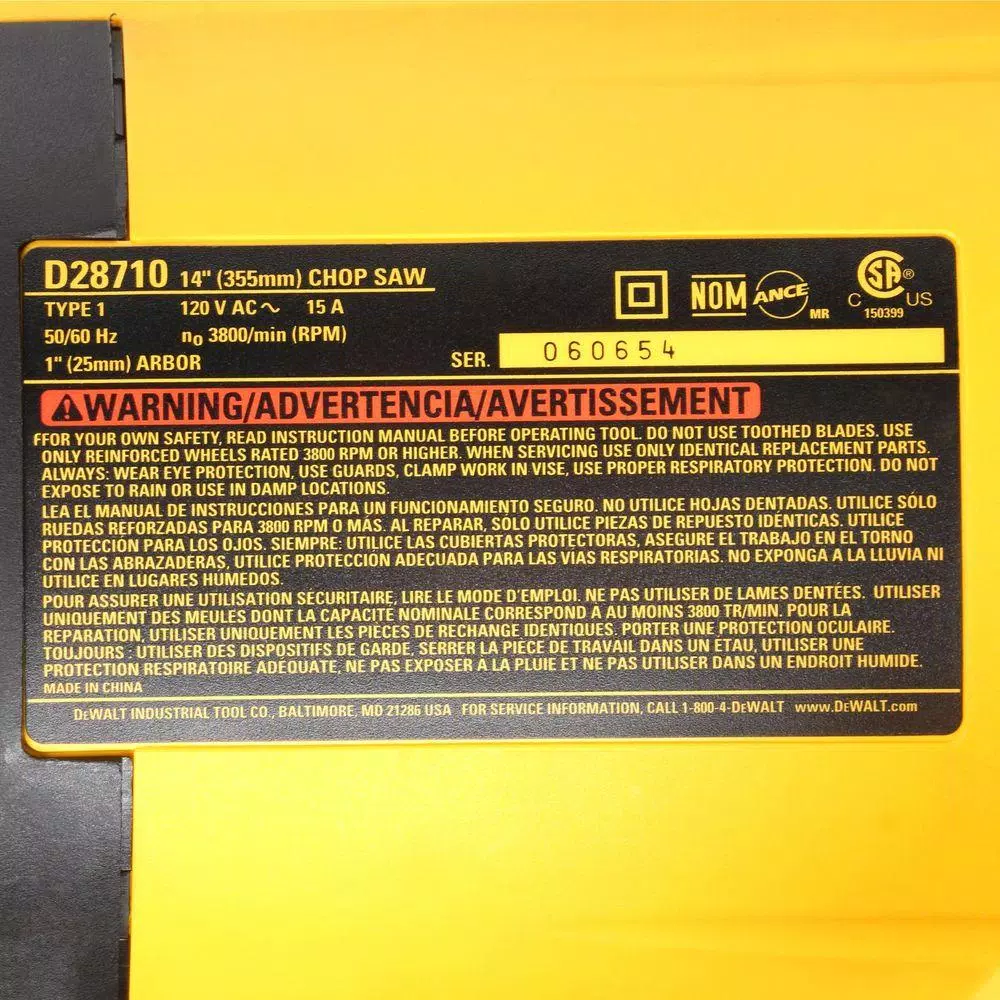 D28710 14" (355mm) CHOP SAW
TYPE 1 120 V AC ~ 15 A
50/60 Hz n₀ 3800/min (RPM)
1" (25mm) ARBOR
SER. 060654
NOM ANCE MR
SA ®
C US
150399
WARNING/ADVERTENCIA/AVERTISSEMENT
FFOR YOUR OWN SAFETY, READ INSTRUCTION MANUAL BEFORE OPERATING TOOL. DO NOT USE TOOTHED BLADES. USE
ONLY REINFORCED WHEELS RATED 3800 RPM OR HIGHER. WHEN SERVICING USE ONLY IDENTICAL REPLACEMENT PARTS.
ALWAYS: WEAR EYE PROTECTION, USE GUARDS, CLAMP WORK IN VISE, USE PROPER RESPIRATORY PROTECTION. DO NOT
EXPOSE TO RAIN OR USE IN DAMP LOCATIONS.
LEA EL MANUAL DE INSTRUCCIONES PARA UN FUNCIONAMIENTO SEGURO. NO UTILICE HOJAS DENTADAS. UTILICE SÓLO
RUEDAS REFORZADAS PARA 3800 RPM O MÁS. AL REPARAR, SÓLO UTILICE PIEZAS DE REPUESTO IDÉNTICAS. UTILICE
PROTECCIÓN PARA LOS OJOS. SIEMPRE: UTILICE LAS CUBIERTAS PROTECTORAS, ASEGURE EL TRABAJO EN EL TORNO
CON LAS ABRAZADERAS, UTILICE PROTECCIÓN ADECUADA PARA LAS VÍAS RESPIRATORIAS. NO EXPONGA A LA LLUVIA NI
UTILICE EN LUGARES HÚMEDOS.
POUR ASSURER UNE UTILISATION SÉCURITAIRE, LIRE LE MODE D'EMPLOI. NE PAS UTILISER DE LAMES DENTÉES. UTILISER
UNIQUEMENT DES MEULES DONT LA CAPACITÉ NOMINALE CORRESPOND A AU MOINS 3800 TR/MIN. POUR LA
REPARATION, UTILISER UNIQUEMENT LES PIÈCES DE RECHANGE IDENTIQUES. PORTER UNE PROTECTION OCULAIRE.
TOUJOURS : UTILISER DES DISPOSITIFS DE GARDE, SERRER LA PIÈCE DE TRAVAIL DANS UN ETAU, UTILISER UNE
PROTECTION RESPIRATOIRE ADÉQUATE, NE PAS EXPOSER À LA PLUIE ET NE PAS UTILISER DANS UN ENDROIT HUMIDE.
MADE IN CHINA
DEWALT INDUSTRIAL TOOL CO., BALTIMORE, MD 21286 USA FOR SERVICE INFORMATION, CALL 1-800-4-DEWALT www.DEWALT.com